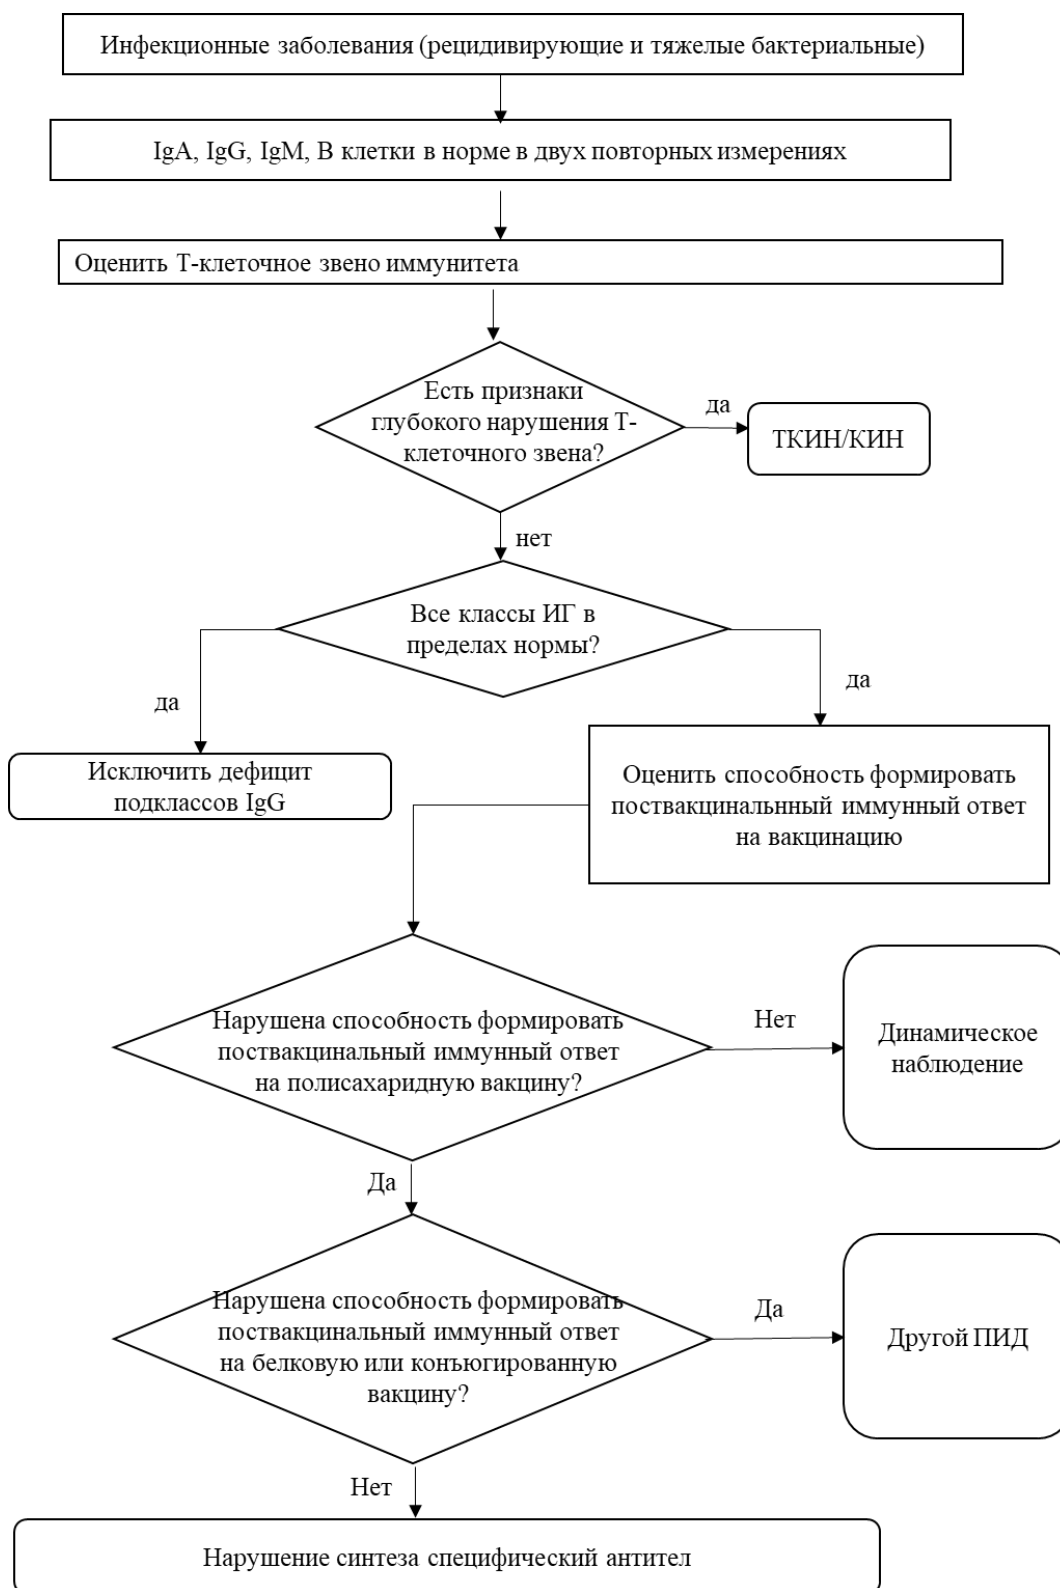 Инфекционные заболевания (рецидивирующие и тяжелые бактериальные)
IgA, IgG, IgM, В клетки в норме в двух повторных измерениях
Оценить Т-клеточное звено иммунитета
Есть признаки
глубокого нарушения Т-
клеточного звена?
да
ТКИН/КИН
нет
Все классы ИГ в
пределах нормы?
да
да
Исключить дефицит
подклассов IgG
Оценить способность формировать
поствакцинальнный иммунный ответ
на вакцинацию
Нарушена способность формировать
поствакцинальный иммунный ответ
на полисахаридную вакцину?
Нет
Динамическое
наблюдение
Да
Нарушена способность формировать
поствакцинальный иммунный ответ
на белковую или конъюгированную
вакцину?
Да
Другой ПИД
Нет
Нарушение синтеза специфический антител